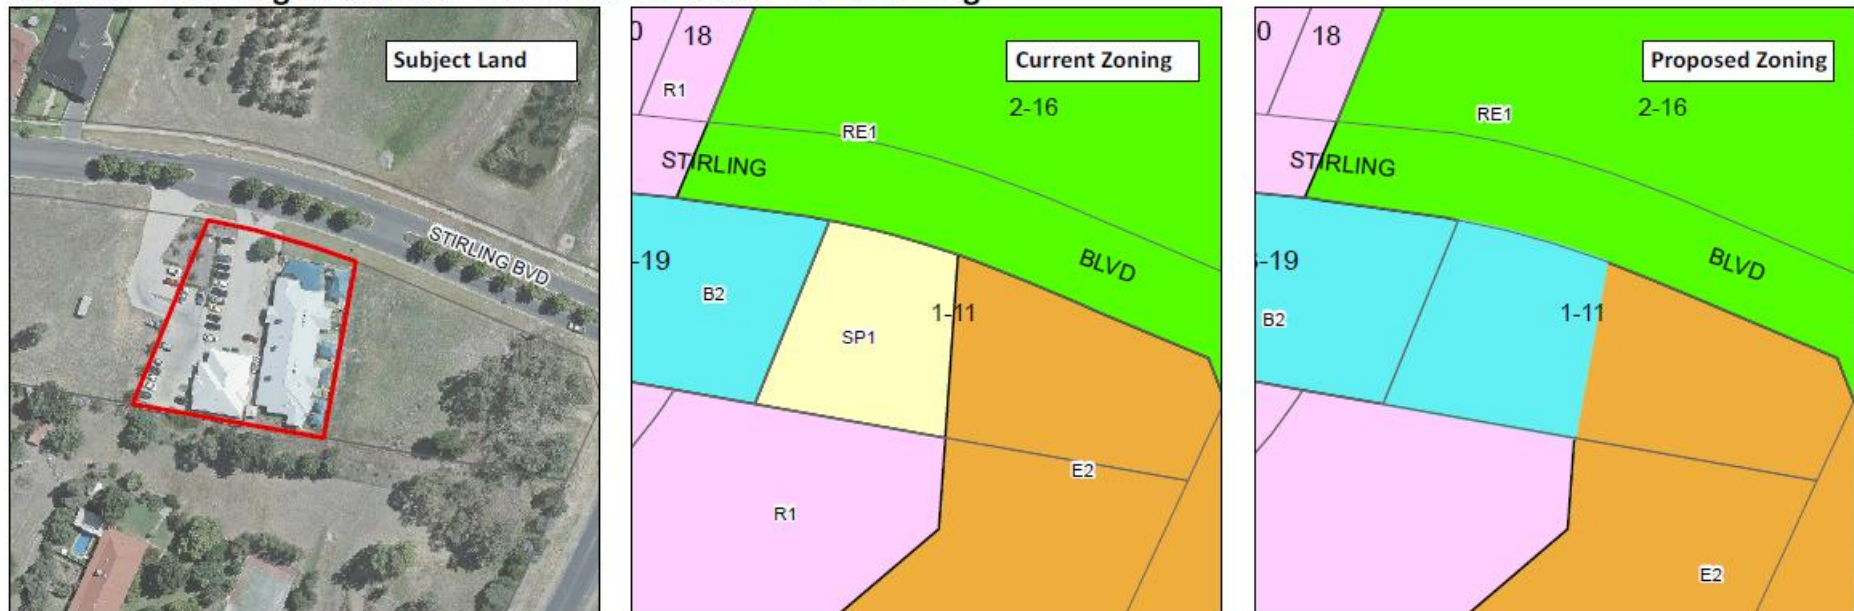 Subject Land
STIRLING BVD
0
18
Current Zoning
R1
2-16
RE1
STIRLING
BLVD
-19
B2
1-11
SP1
E2
R1
0
18
Proposed Zoning
2-16
RE1
STIRLING
BLVD
-19
1-11
B2
E2